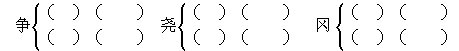 争{( ) ( ) 尧{( ) ( ) 冈{( ) ( )
( ) ( ) ( ) ( ) ( ) ( )